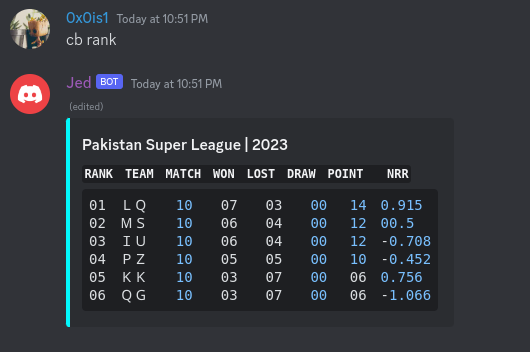 0x0is1 Today at 10:51 PM
cb rank
Jed BOT Today at 10:51 PM
(edited)
Pakistan Super League | 2023
RANK TEAM MATCH WON LOST DRAW POINT NRR
01 L Q 10 07 03 00 14 0.915
02 M S 10 06 04 00 12 00.5
03 I U 10 06 04 00 12 -0.708
04 P Z 10 05 05 00 10 -0.452
05 K K 10 03 07 00 06 0.756
06 Q G 10 03 07 00 06 -1.066